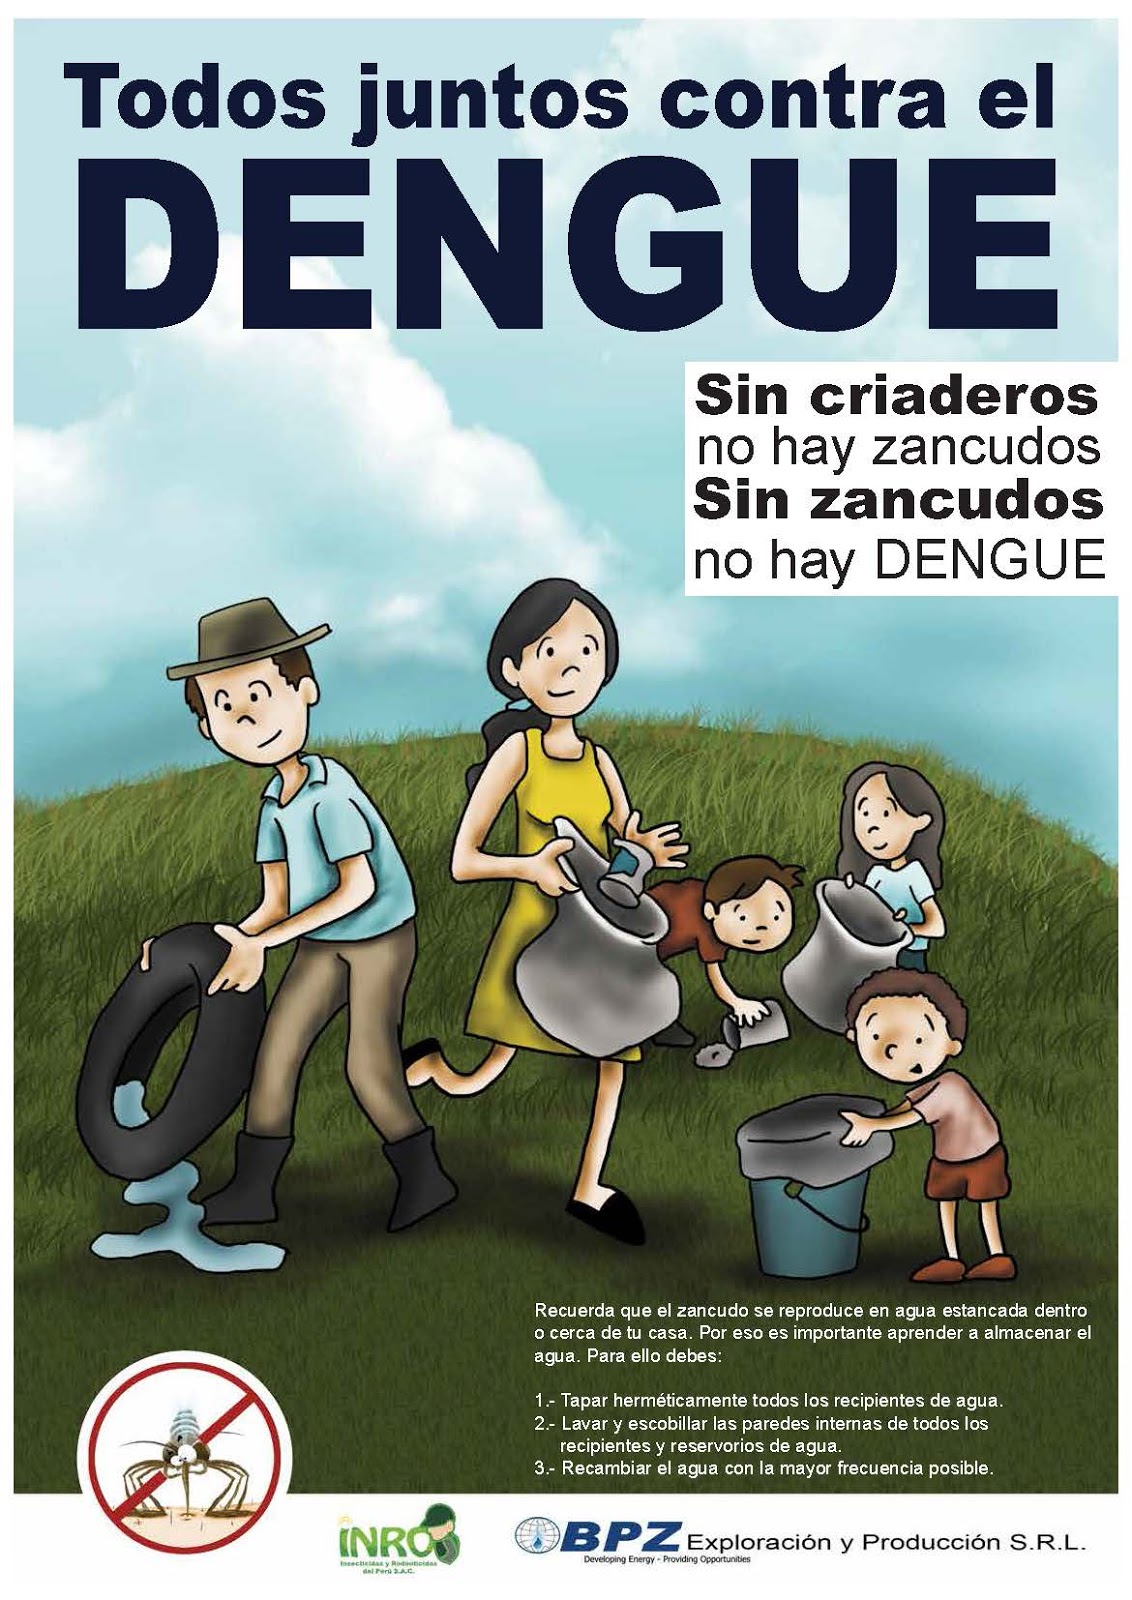 Todos juntos contra el
DENGUE
Sin criaderos
no hay zancudos
Sin zancudos
no hay DENGUE
Recuerda que el zancudo se reproduce en agua estancada dentro
o cerca de tu casa. Por eso es importante aprender a almacenar el
agua. Para ello debes:
1.- Tapar herméticamente todos los recipientes de agua.
2.- Lavar y escobillar las paredes internas de todos los
recipientes y reservorios de agua.
3.- Recambiar el agua con la mayor frecuencia posible.
INRO
Insecticidas y Rodenticidas
del Perú S.A.C.
BPZ Exploración y Producción S.R.L.
Developing Energy - Providing Opportunities